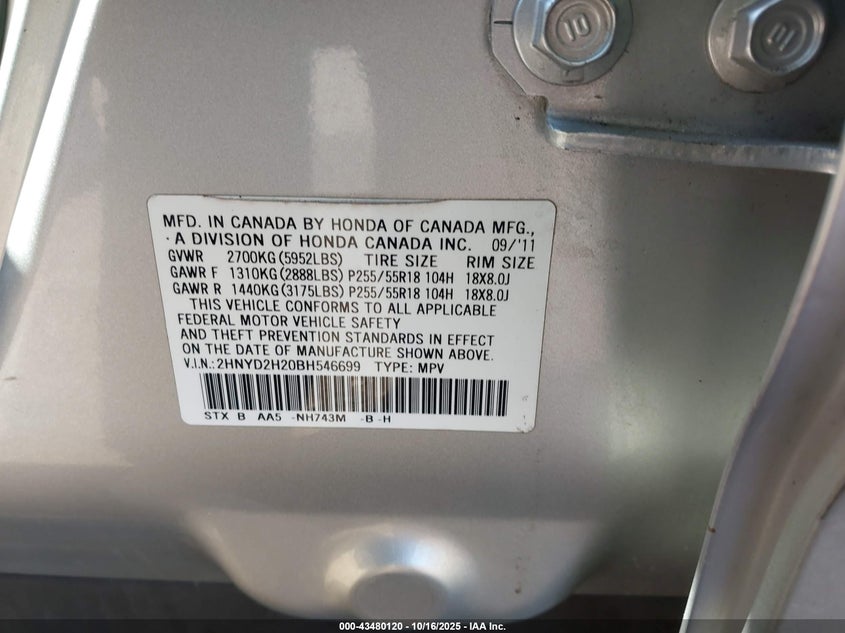 10
10
MFD. IN CANADA BY HONDA OF CANADA MFG.,
A DIVISION OF HONDA CANADA INC. 09/'11
GVWR 2700KG(5952LBS) TIRE SIZE RIM SIZE
GAWR F 1310KG(2888LBS) P255/55R18 104H 18X8.0J
GAWR R 1440KG(3175LBS) P255/55R18 104H 18X8.0J
THIS VEHICLE CONFORMS TO ALL APPLICABLE
FEDERAL MOTOR VEHICLE SAFETY
AND THEFT PREVENTION STANDARDS IN EFFECT
ON THE DATE OF MANUFACTURE SHOWN ABOVE.
V.I.N.:2HNYD2H20BH546699 TYPE: MPV
STX B AA5 -NH743M -B -H
000-43480120 - 10/16/2025 - IAA Inc.